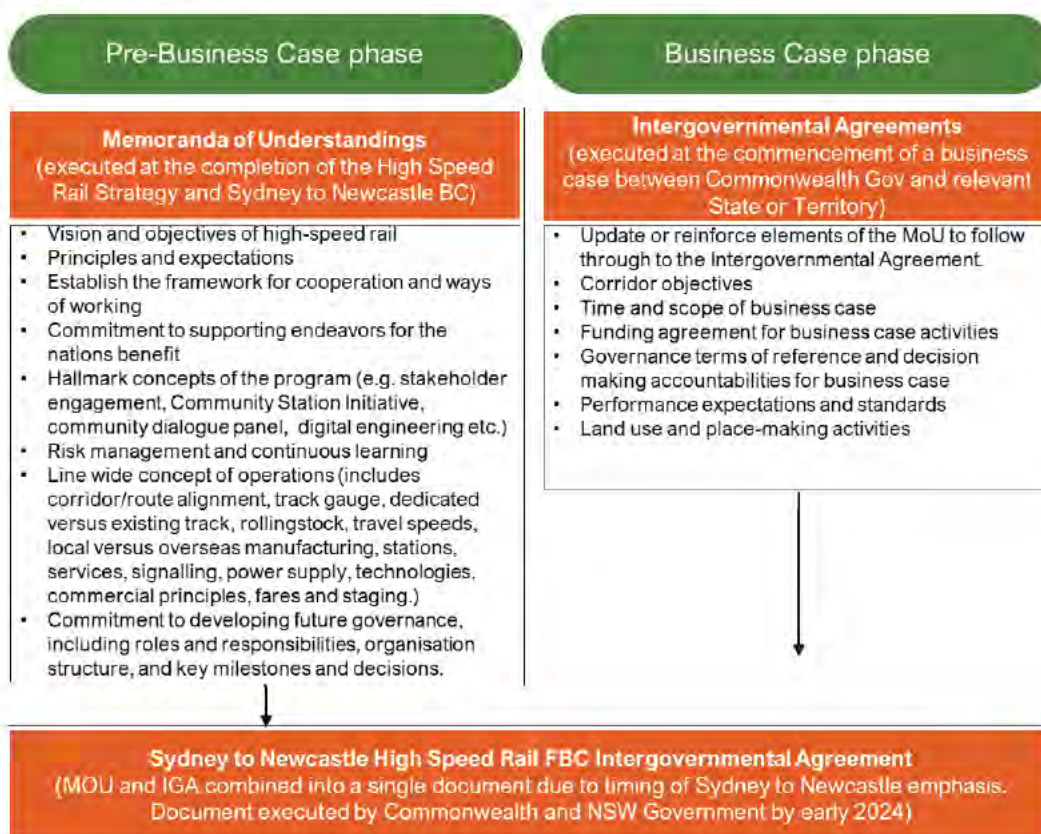 Pre-Business Case phase
Memoranda of Understandings
(executed at the completion of the High Speed
Rail Strategy and Sydney to Newcastle BC)
• Vision and objectives of high-speed rail
• Principles and expectations
• Establish the framework for cooperation and ways
of working
• Commitment to supporting endeavors for the
nations benefit
• Hallmark concepts of the program (e.g. stakeholder
engagement, Community Station Initiative,
community dialogue panel, digital engineering etc.)
• Risk management and continuous learning
• Line wide concept of operations (includes
corridor/route alignment, track gauge, dedicated
versus existing track, rollingstock, travel speeds,
local versus overseas manufacturing, stations,
services, signalling, power supply, technologies,
commercial principles, fares and staging.)
• Commitment to developing future governance,
including roles and responsibilities, organisation
structure, and key milestones and decisions.
Business Case phase
Intergovernmental Agreements
(executed at the commencement of a business
case between Commonwealth Gov and relevant
State or Territory)
• Update or reinforce elements of the MoU to follow
through to the Intergovernmental Agreement
• Corridor objectives
• Time and scope of business case
• Funding agreement for business case activities
• Governance terms of reference and decision
making accountabilities for business case
• Performance expectations and standards
• Land use and place-making activities
Sydney to Newcastle High Speed Rail FBC Intergovernmental Agreement
(MOU and IGA combined into a single document due to timing of Sydney to Newcastle emphasis.
Document executed by Commonwealth and NSW Government by early 2024)